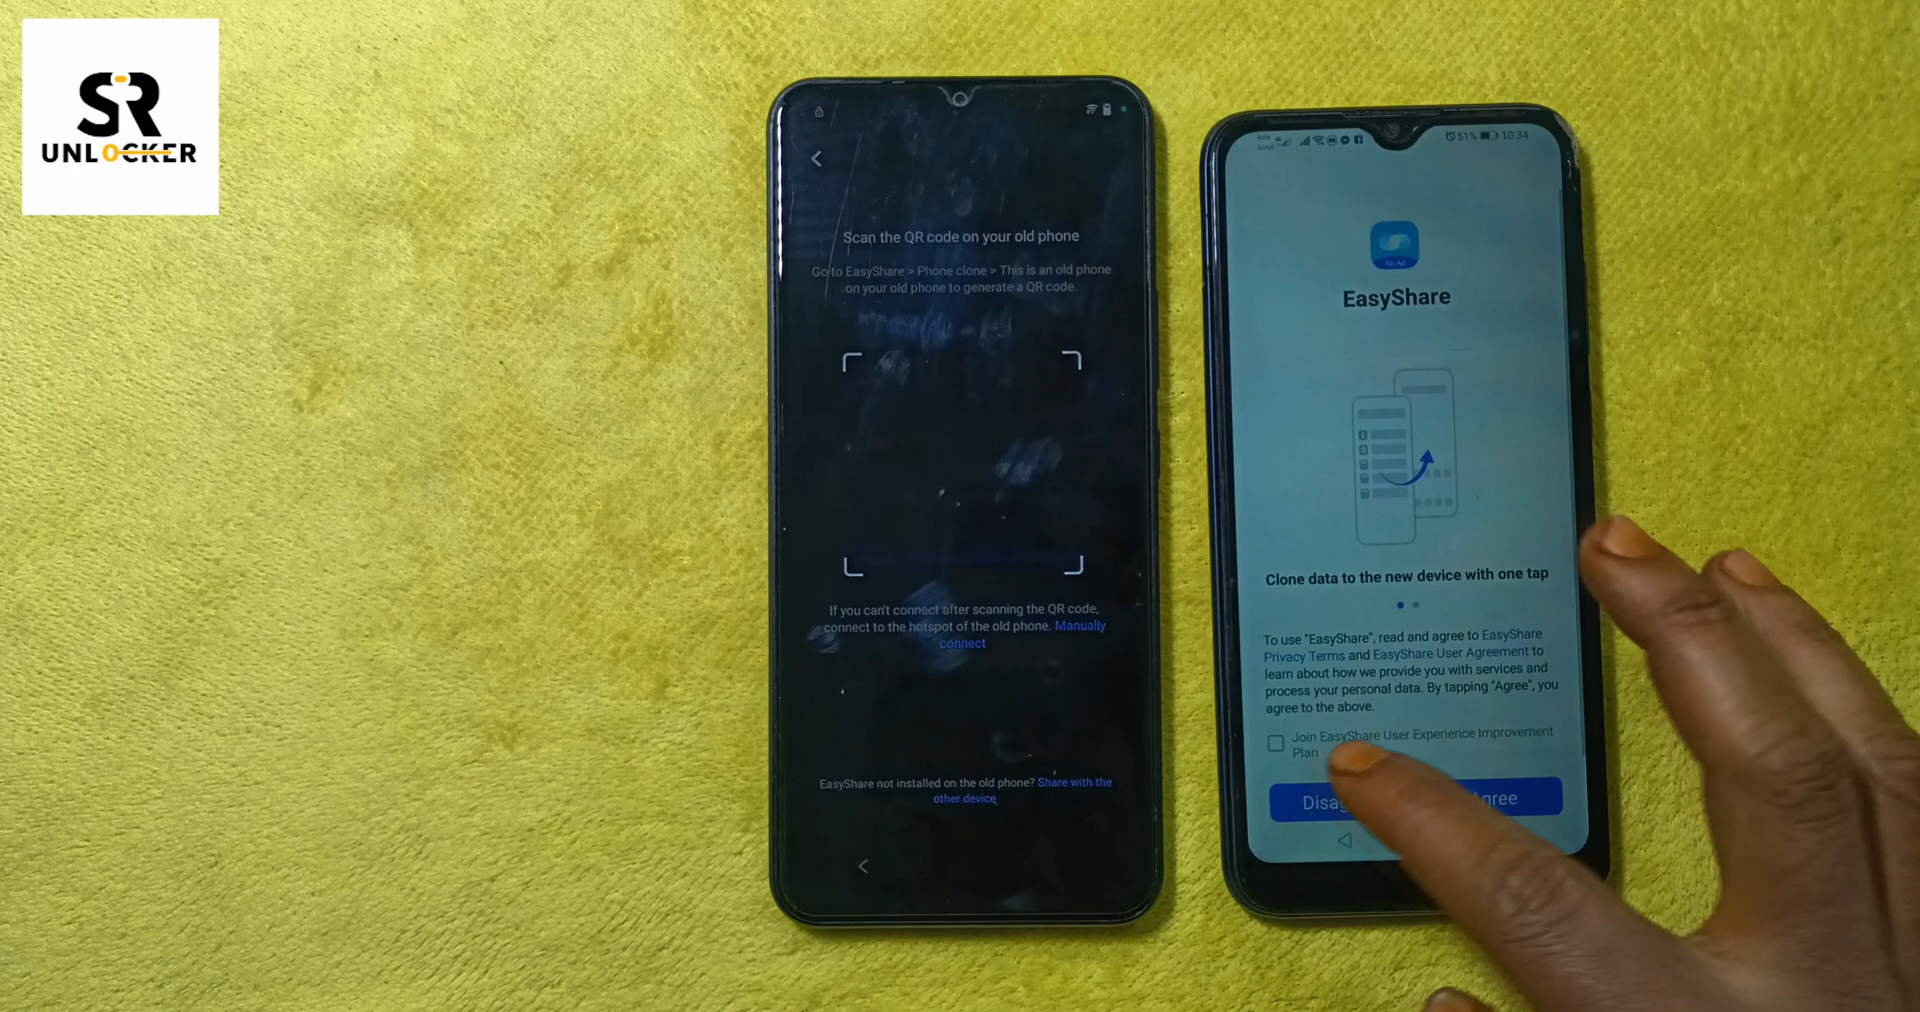 SR
UNLOCKER
Scan the QR code on your old phone
Go to EasyShare > Phone clone > This is an old phone
on your old phone to generate a QR code.
If you can't connect after scanning the QR code,
connect to the hotspot of the old phone. Manually
connect
EasyShare not installed on the old phone? Share with the
other device
Airtel
51%
10:34
No Ad
EasyShare
Clone data to the new device with one tap
To use "EasyShare", read and agree to EasyShare
Privacy Terms and EasyShare User Agreement to
learn about how we provide you with services and
process your personal data. By tapping "Agree", you
agree to the above.
Join EasyShare User Experience Improvement
Plan